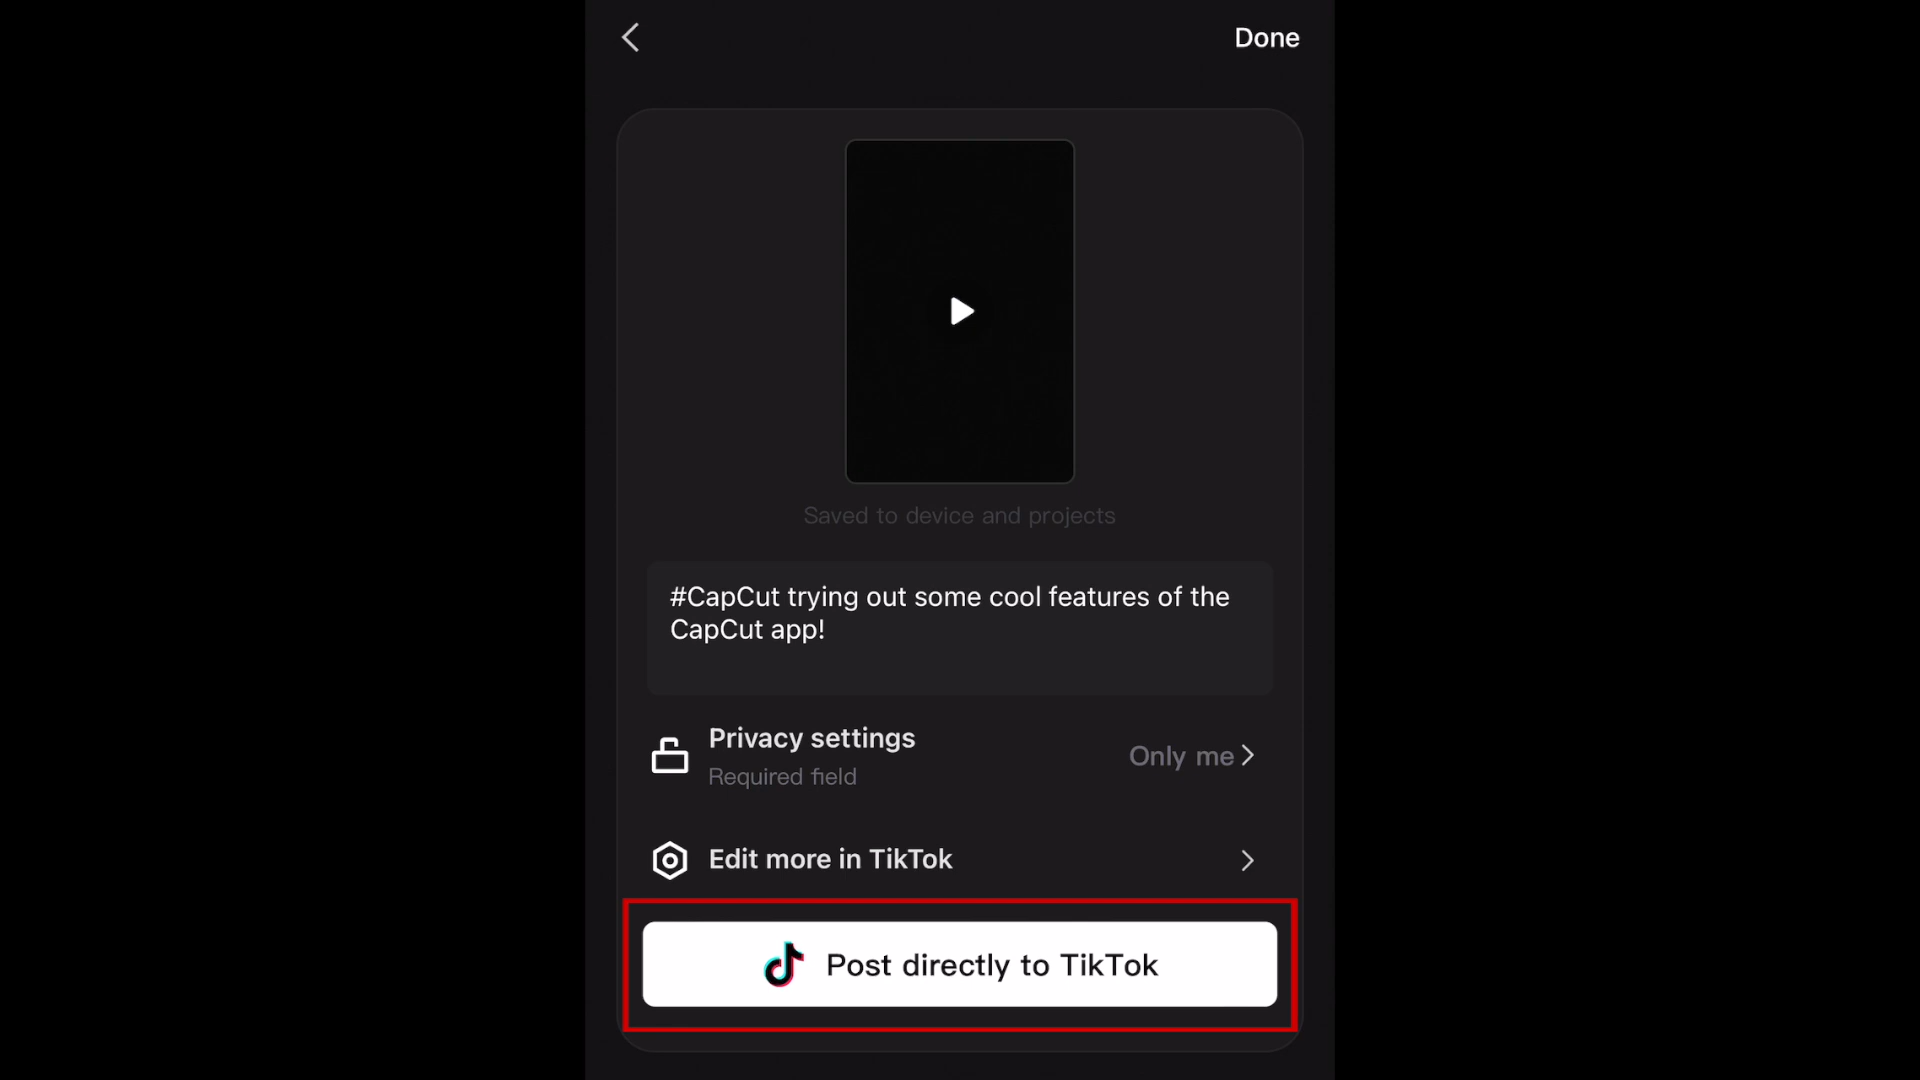 Done
Saved to device and projects
#CapCut trying out some cool features of the
CapCut app!
Privacy settings
Required field
Only me
Edit more in TikTok
Post directly to TikTok